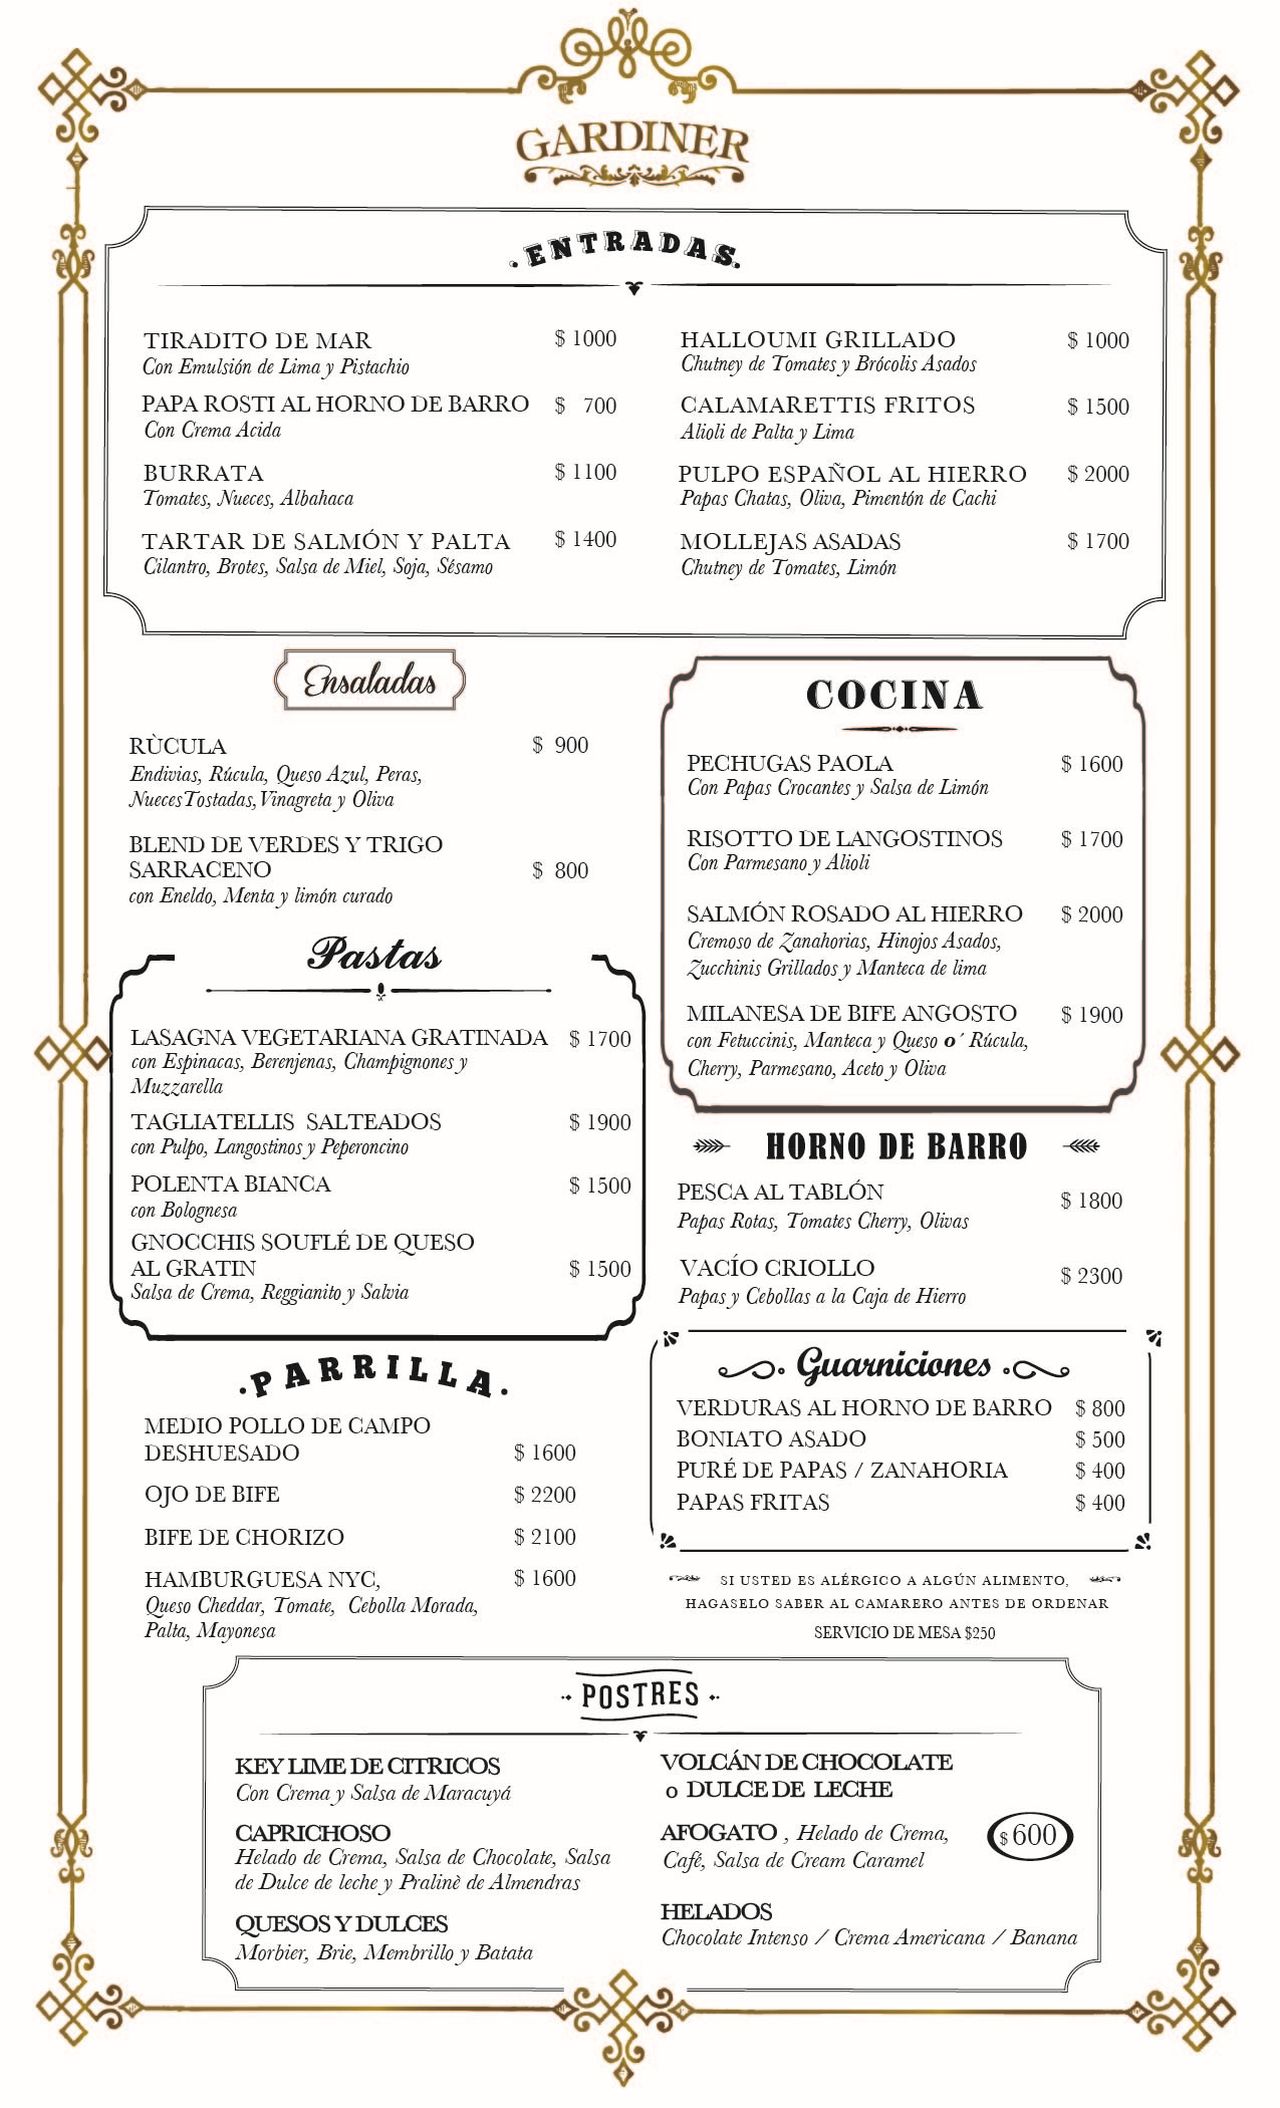 GARDINER
.ENTRADAS.
TIRADITO DE MAR $ 1000
Con Emulsión de Lima y Pistachio
PAPA ROSTI AL HORNO DE BARRO $ 700
Con Crema Acida
BURRATA $ 1100
Tomates, Nueces, Albahaca
TARTAR DE SALMÓN Y PALTA $ 1400
Cilantro, Brotes, Salsa de Miel, Soja, Sésamo
HALLOUMI GRILLADO $ 1000
Chutney de Tomates y Brócolis Asados
CALAMARETTIS FRITOS $ 1500
Alioli de Palta y Lima
PULPO ESPAÑOL AL HIERRO $ 2000
Papas Chatas, Oliva, Pimentón de Cachi
MOLLEJAS ASADAS $ 1700
Chutney de Tomates, Limón
Ensaladas
RÙCULA $ 900
Endivias, Rúcula, Queso Azul, Peras,
NuecesTostadas, Vinagreta y Oliva
BLEND DE VERDES Y TRIGO
SARRACENO $ 800
con Eneldo, Menta y limón curado
Pastas
LASAGNA VEGETARIANA GRATINADA $ 1700
con Espinacas, Berenjenas, Champignones y
Muzzarella
TAGLIATELLIS SALTEADOS $ 1900
con Pulpo, Langostinos y Peperoncino
POLENTA BIANCA $ 1500
con Bolognesa
GNOCCHIS SOUFLÉ DE QUESO
AL GRATIN $ 1500
Salsa de Crema, Reggianito y Salvia
.PARRILLA.
MEDIO POLLO DE CAMPO
DESHUESADO $ 1600
OJO DE BIFE $ 2200
BIFE DE CHORIZO $ 2100
HAMBURGUESA NYC, $ 1600
Queso Cheddar, Tomate, Cebolla Morada,
Palta, Mayonesa
COCINA
PECHUGAS PAOLA $ 1600
Con Papas Crocantes y Salsa de Limón
RISOTTO DE LANGOSTINOS $ 1700
Con Parmesano y Alioli
SALMÓN ROSADO AL HIERRO $ 2000
Cremoso de Zanahorias, Hinojos Asados,
Zucchinis Grillados y Manteca de lima
MILANESA DE BIFE ANGOSTO $ 1900
con Fetuccinis, Manteca y Queso o´ Rúcula,
Cherry, Parmesano, Aceto y Oliva
HORNO DE BARRO
PESCA AL TABLÓN $ 1800
Papas Rotas, Tomates Cherry, Olivas
VACÍO CRIOLLO $ 2300
Papas y Cebollas a la Caja de Hierro
Guarniciones
VERDURAS AL HORNO DE BARRO $ 800
BONIATO ASADO $ 500
PURÉ DE PAPAS / ZANAHORIA $ 400
PAPAS FRITAS $ 400
SI USTED ES ALÉRGICO A ALGÚN ALIMENTO,
HAGASELO SABER AL CAMARERO ANTES DE ORDENAR
SERVICIO DE MESA $250
POSTRES
KEY LIME DE CITRICOS
Con Crema y Salsa de Maracuyá
CAPRICHOSO
Helado de Crema, Salsa de Chocolate, Salsa
de Dulce de leche y Pralinè de Almendras
QUESOS Y DULCES
Morbier, Brie, Membrillo y Batata
VOLCÁN DE CHOCOLATE
o DULCE DE LECHE
AFOGATO , Helado de Crema,
Café, Salsa de Cream Caramel
$ 600
HELADOS
Chocolate Intenso / Crema Americana / Banana